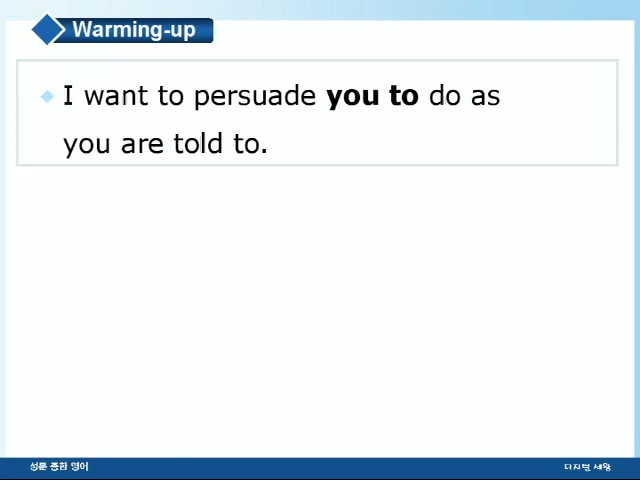 Warming-up
I want to persuade you to do as
you are told to.
성문 종합 영어
디지털 세왕